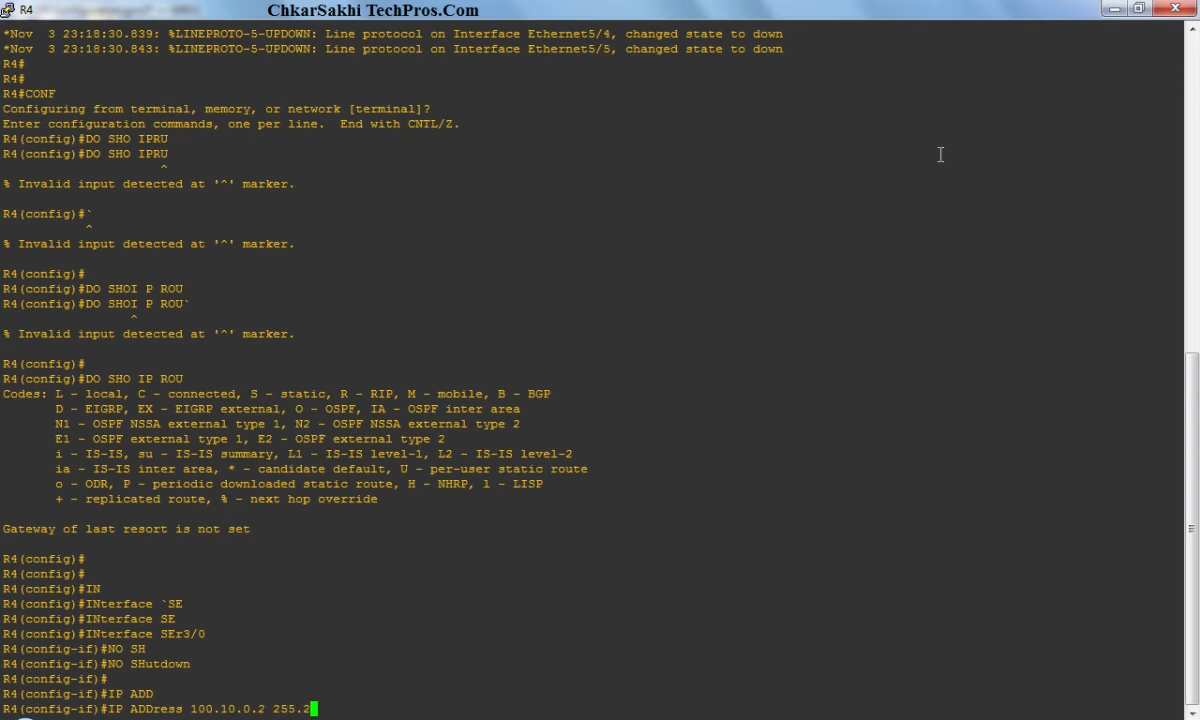 R4
ChkarSakhi TechPros.Com
*Nov  3 23:18:30.839: %LINEPROTO-5-UPDOWN: Line protocol on Interface Ethernet5/4, changed state to down
*Nov  3 23:18:30.843: %LINEPROTO-5-UPDOWN: Line protocol on Interface Ethernet5/5, changed state to down
R4#
R4#
R4#CONF
Configuring from terminal, memory, or network [terminal]?
Enter configuration commands, one per line.  End with CNTL/Z.
R4(config)#DO SHO IPRU
R4(config)#DO SHO IPRU
^
% Invalid input detected at '^' marker.
R4(config)#`
^
% Invalid input detected at '^' marker.
R4(config)#
R4(config)#DO SHOI P ROU
R4(config)#DO SHOI P ROU`
^
% Invalid input detected at '^' marker.
R4(config)#
R4(config)#DO SHO IP ROU
Codes: L - local, C - connected, S - static, R - RIP, M - mobile, B - BGP
D - EIGRP, EX - EIGRP external, O - OSPF, IA - OSPF inter area
N1 - OSPF NSSA external type 1, N2 - OSPF NSSA external type 2
E1 - OSPF external type 1, E2 - OSPF external type 2
i - IS-IS, su - IS-IS summary, L1 - IS-IS level-1, L2 - IS-IS level-2
ia - IS-IS inter area, * - candidate default, U - per-user static route
o - ODR, P - periodic downloaded static route, H - NHRP, l - LISP
+ - replicated route, % - next hop override
Gateway of last resort is not set
R4(config)#
R4(config)#
R4(config)#IN
R4(config)#INterface `SE
R4(config)#INterface SE
R4(config)#INterface SEr3/0
R4(config-if)#NO SH
R4(config-if)#NO SHutdown
R4(config-if)#
R4(config-if)#IP ADD
R4(config-if)#IP ADDress 100.10.0.2 255.2